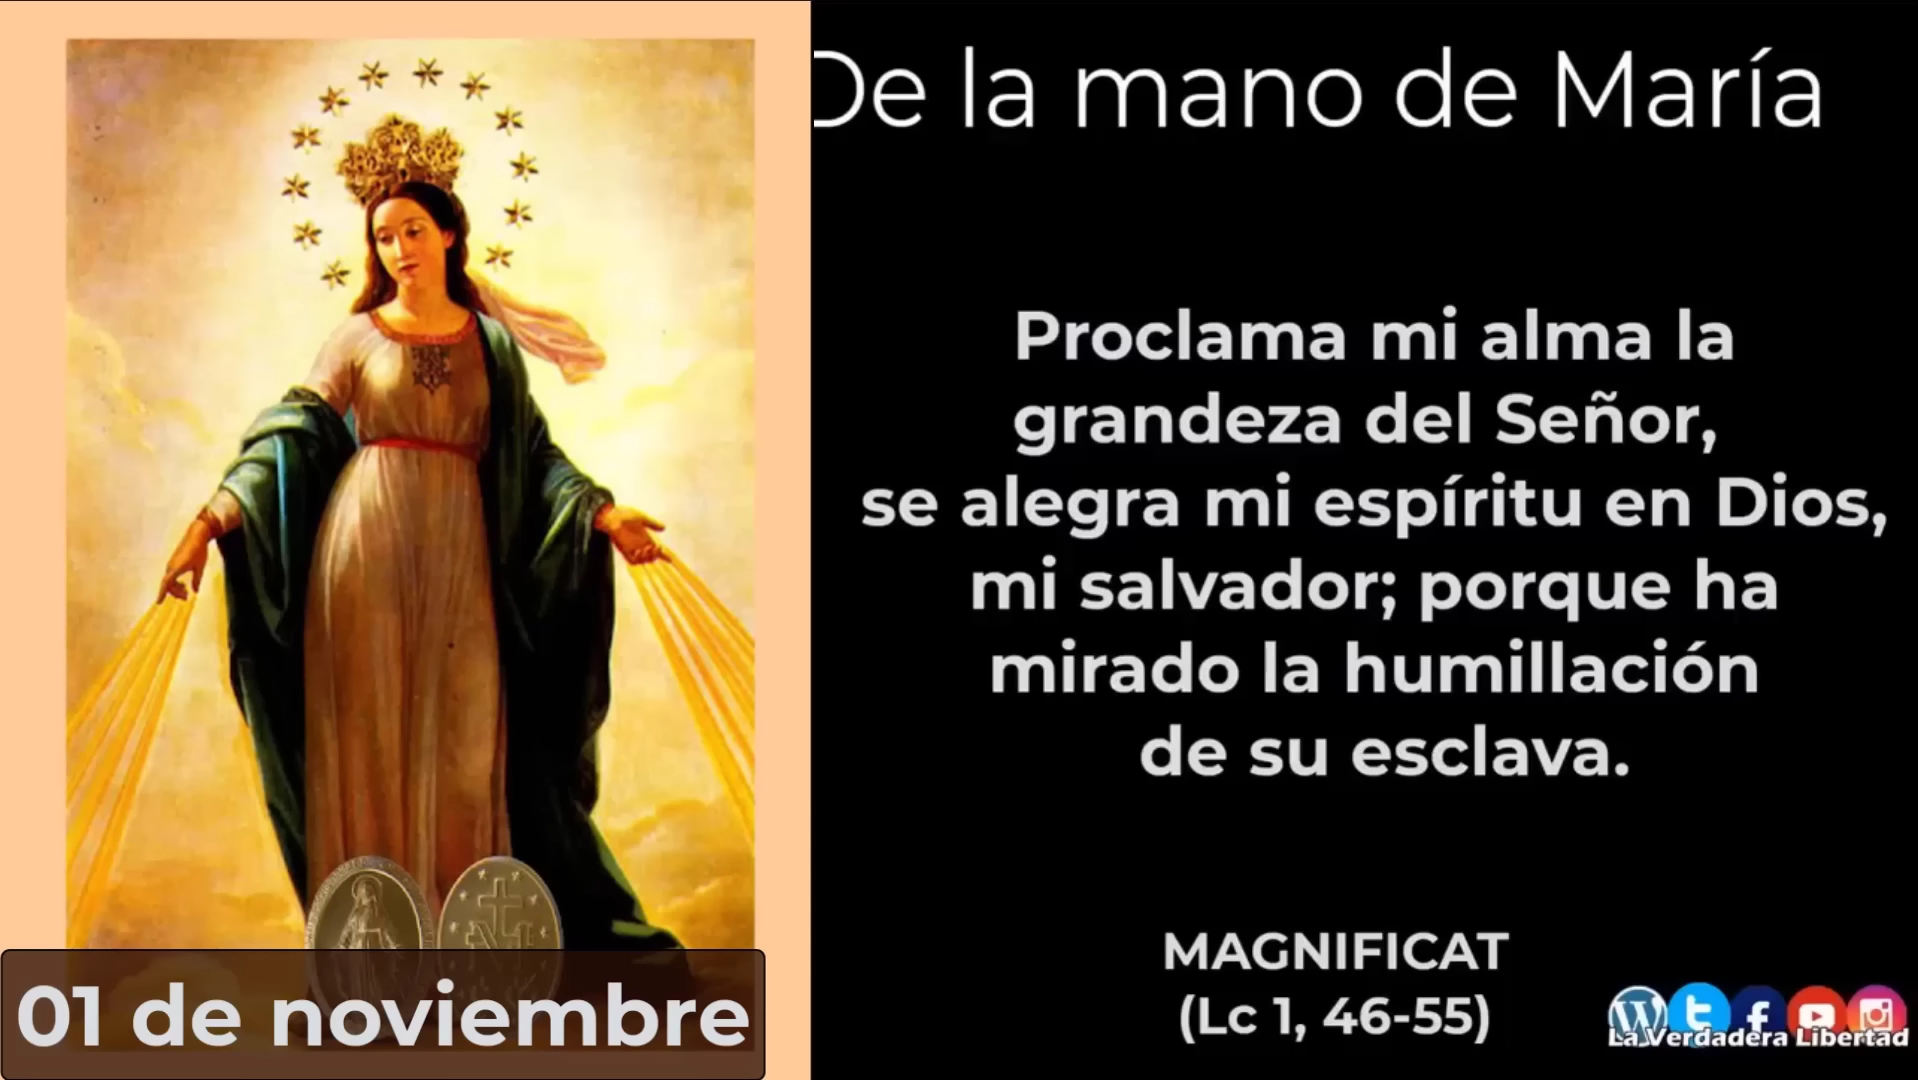 De la mano de María
Proclama mi alma la
grandeza del Señor,
se alegra mi espíritu en Dios,
mi salvador; porque ha
mirado la humillación
de su esclava.
MAGNIFICAT
(Lc 1, 46-55)
La Verdadera Libertad
01 de noviembre